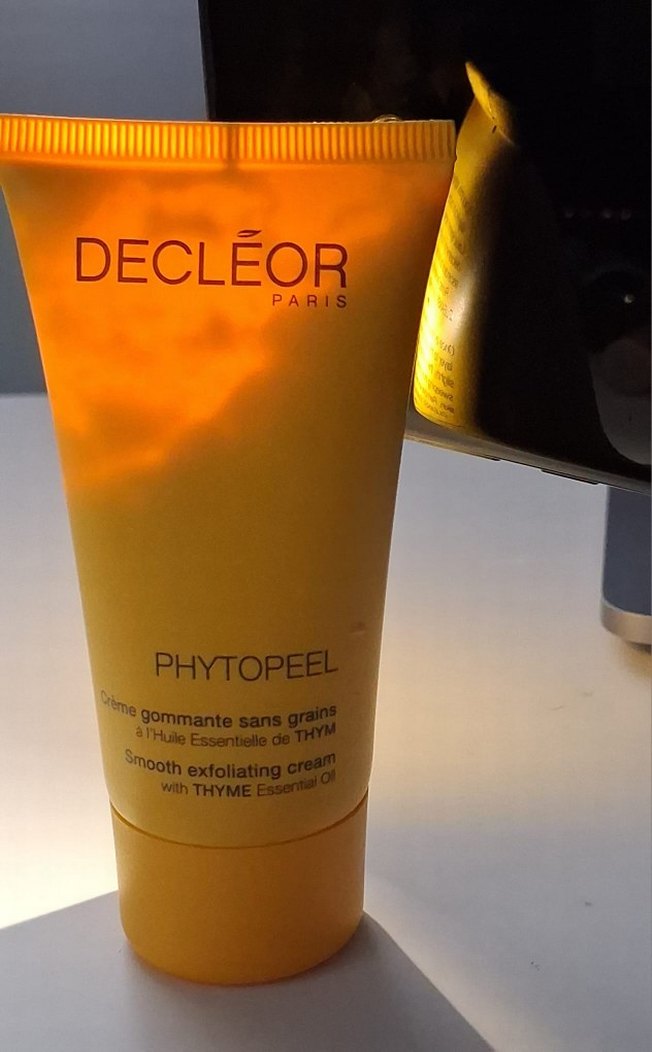 DECLÉOR
PARIS
PHYTOPEEL
Crème gommante sans grains
à l'Huile Essentielle de THYM
Smooth exfoliating cream
with THYME Essential Oil